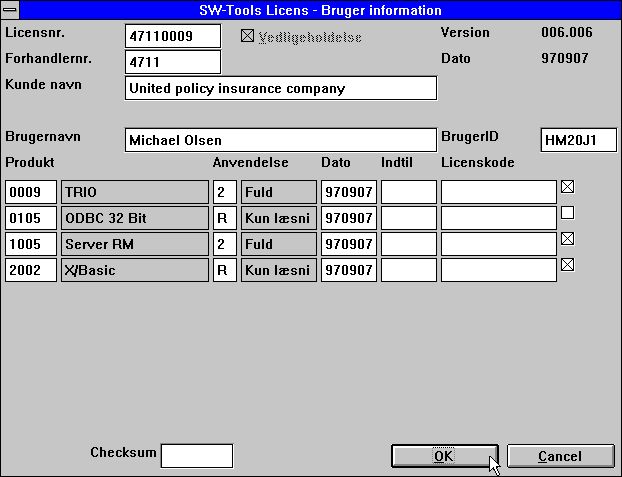 SW-Tools Licens - Bruger information
Licensnr. 47110009 Vedligeholdelse Version 006.006
Forhandlernr. 4711 Dato 970907
Kunde navn United policy insurance company
Brugernavn Michael Olsen BrugerID HM20J1
Produkt Anvendelse Dato Indtil Licenskode
0009 TRIO 2 Fuld 970907
0105 ODBC 32 Bit R Kun læsni 970907
1005 Server RM 2 Fuld 970907
2002 X/Basic R Kun læsni 970907
Checksum OK Cancel